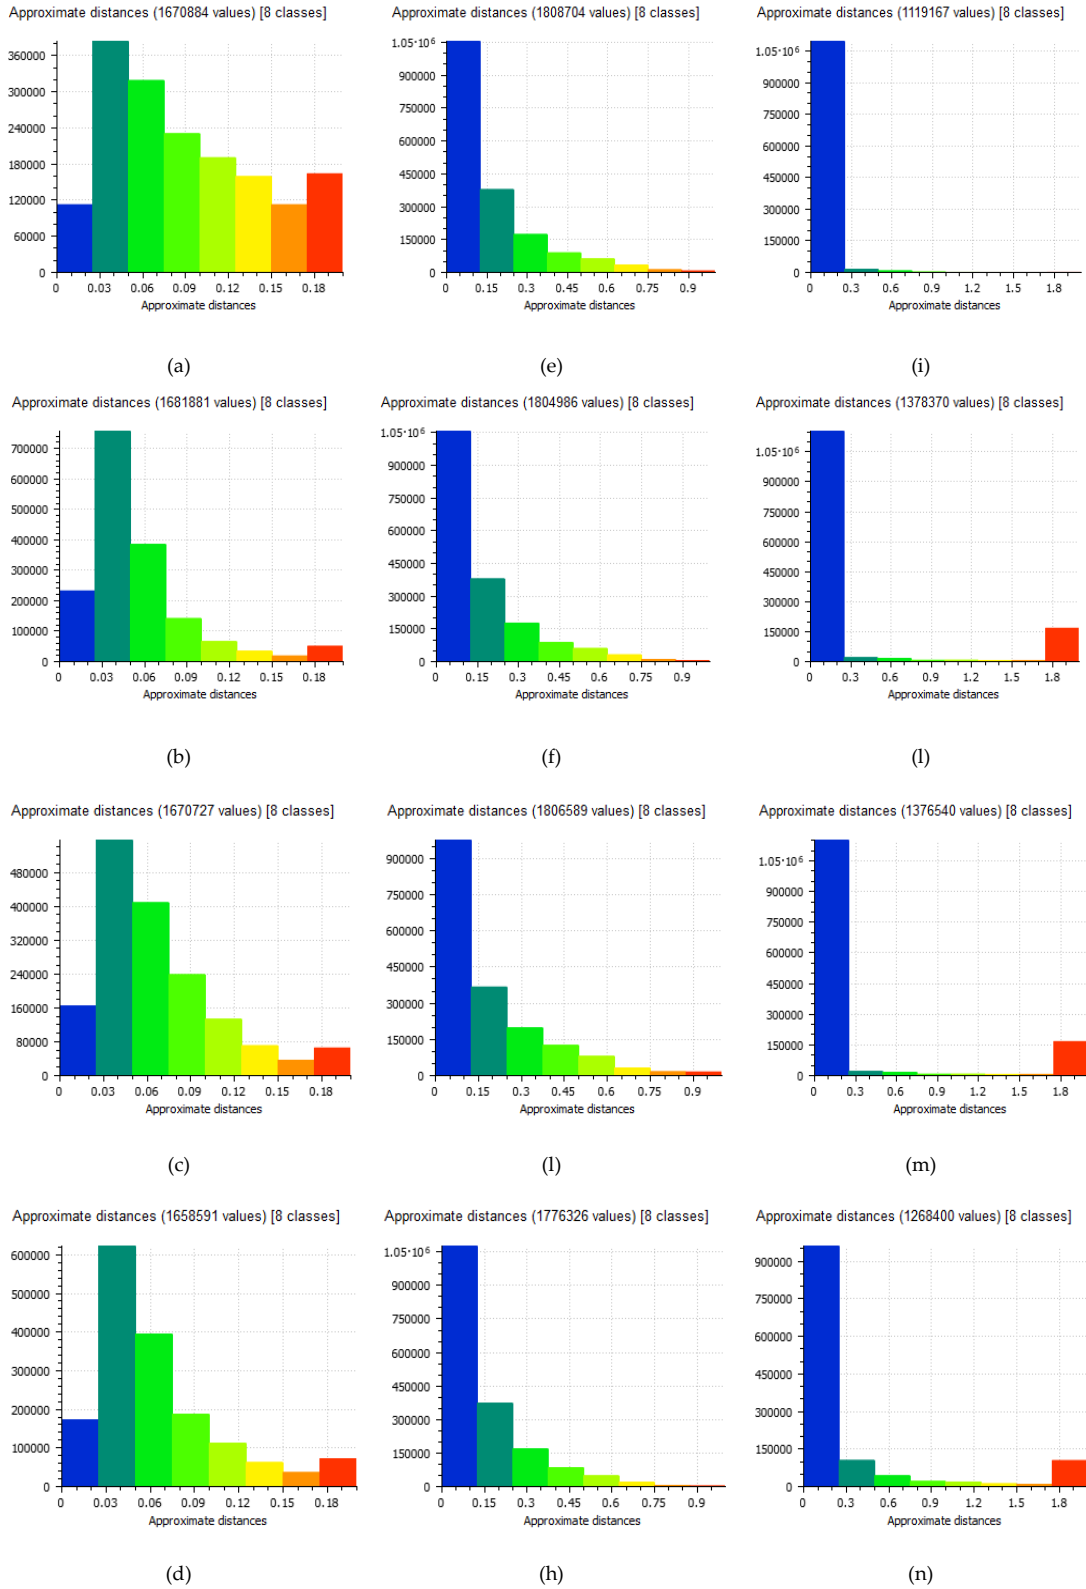 Approximate distances (1670884 values) [8 classes]
360000
300000
240000
180000
120000
60000
0
0 0.03 0.06 0.09 0.12 0.15 0.18
Approximate distances
(a)
Approximate distances (1808704 values) [8 classes]
1.05·10⁶
900000
750000
600000
450000
300000
150000
0
0 0.15 0.3 0.45 0.6 0.75 0.9
Approximate distances
(e)
Approximate distances (1119167 values) [8 classes]
1.05·10⁶
900000
750000
600000
450000
300000
150000
0
0 0.3 0.6 0.9 1.2 1.5 1.8
Approximate distances
(i)
Approximate distances (1681881 values) [8 classes]
700000
600000
500000
400000
300000
200000
100000
0
0 0.03 0.06 0.09 0.12 0.15 0.18
Approximate distances
(b)
Approximate distances (1804986 values) [8 classes]
1.05·10⁶
900000
750000
600000
450000
300000
150000
0
0 0.15 0.3 0.45 0.6 0.75 0.9
Approximate distances
(f)
Approximate distances (1378370 values) [8 classes]
1.05·10⁶
900000
750000
600000
450000
300000
150000
0
0 0.3 0.6 0.9 1.2 1.5 1.8
Approximate distances
(l)
Approximate distances (1670727 values) [8 classes]
480000
400000
320000
240000
160000
80000
0
0 0.03 0.06 0.09 0.12 0.15 0.18
Approximate distances
(c)
Approximate distances (1806589 values) [8 classes]
900000
750000
600000
450000
300000
150000
0
0 0.15 0.3 0.45 0.6 0.75 0.9
Approximate distances
(l)
Approximate distances (1376540 values) [8 classes]
1.05·10⁶
900000
750000
600000
450000
300000
150000
0
0 0.3 0.6 0.9 1.2 1.5 1.8
Approximate distances
(m)
Approximate distances (1658591 values) [8 classes]
600000
500000
400000
300000
200000
100000
0
0 0.03 0.06 0.09 0.12 0.15 0.18
Approximate distances
(d)
Approximate distances (1776326 values) [8 classes]
1.05·10⁶
900000
750000
600000
450000
300000
150000
0
0 0.15 0.3 0.45 0.6 0.75 0.9
Approximate distances
(h)
Approximate distances (1268400 values) [8 classes]
900000
750000
600000
450000
300000
150000
0
0 0.3 0.6 0.9 1.2 1.5 1.8
Approximate distances
(n)